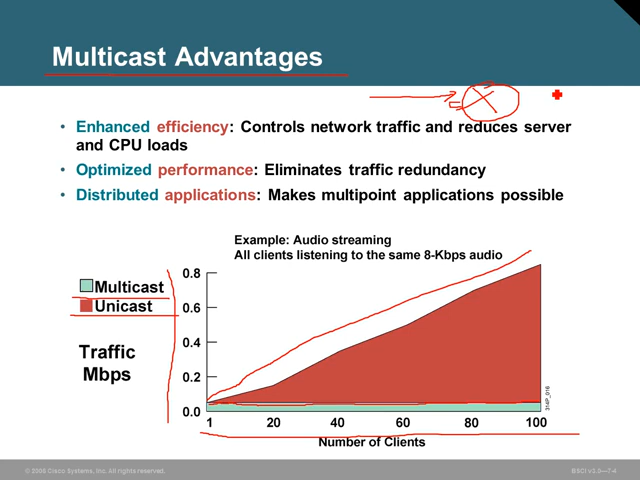 Multicast Advantages
• Enhanced efficiency: Controls network traffic and reduces server
and CPU loads
• Optimized performance: Eliminates traffic redundancy
• Distributed applications: Makes multipoint applications possible
Example: Audio streaming
All clients listening to the same 8-Kbps audio
Multicast
Unicast
Traffic
Mbps
0.8
0.6
0.4
0.2
0.0
1 20 40 60 80 100
Number of Clients
314P_016
© 2006 Cisco Systems, Inc. All rights reserved.
BSCI v3.0—7-4